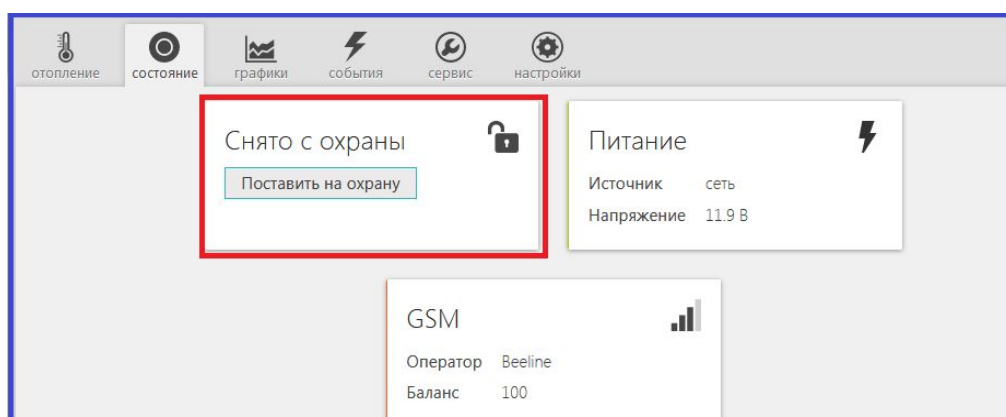 отопление состояние графики события сервис настройки
Снято с охраны
Поставить на охрану
Питание
Источник сеть
Напряжение 11.9 В
GSM
Оператор Beeline
Баланс 100